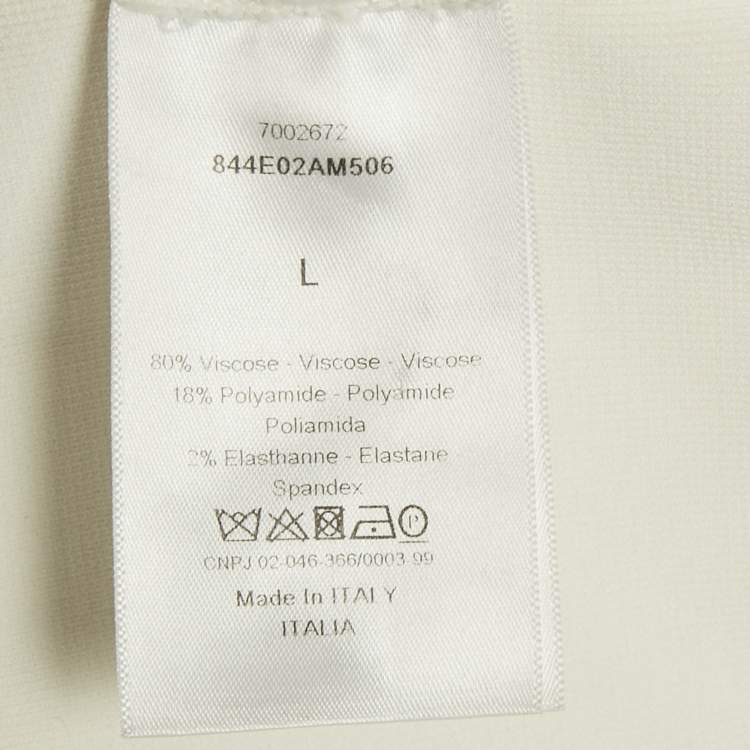 7002672
844E02AM506
L
80% Viscose - Viscose - Viscose
18% Polyamide - Polyamide
Poliamida
2% Elasthanne - Elastane
Spandex
P
CNPJ 02-046-366/0003-99
Made In ITALY
ITALIA